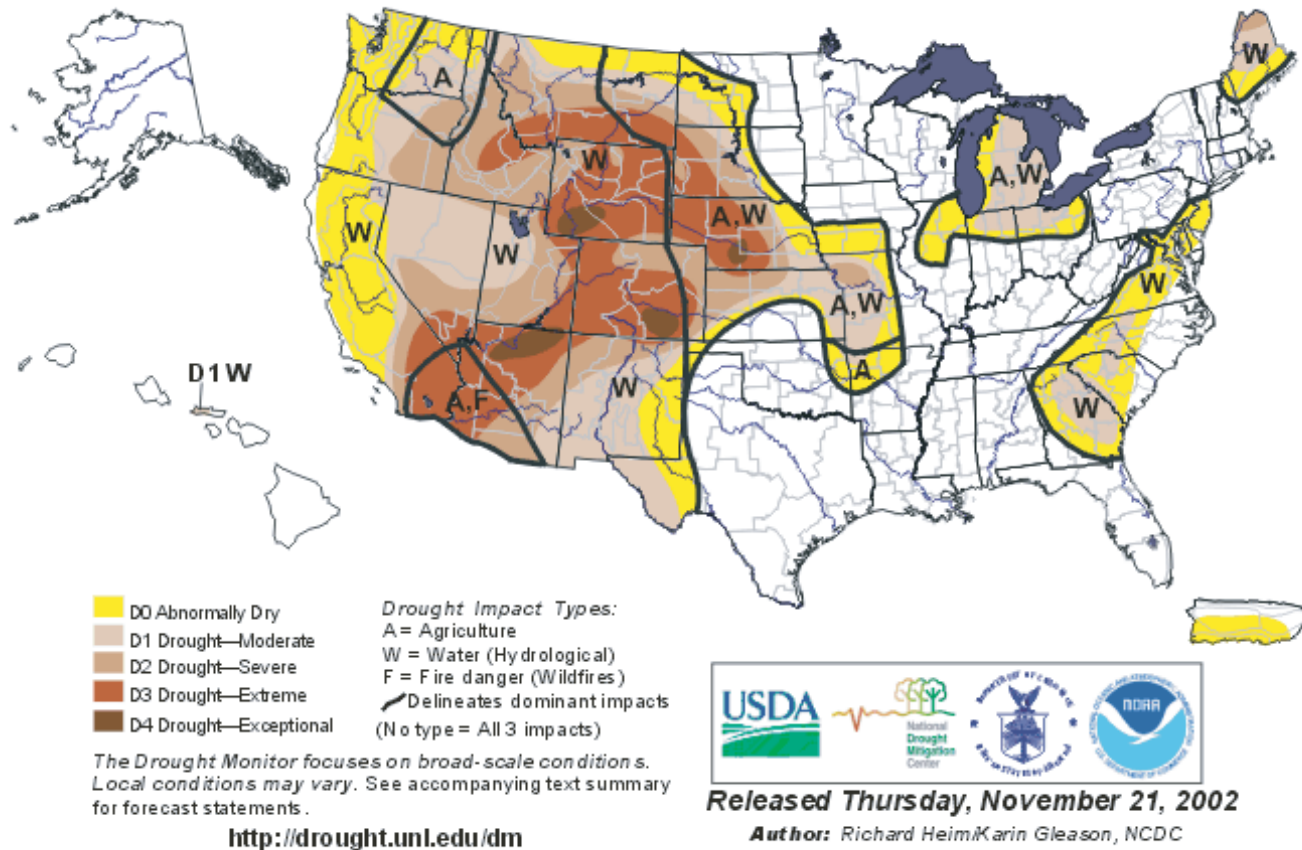 A
W
W
A,W
W
A,W
W
W
A,W
W
D1 W
A
W
A,F
W
D0 Abnormally Dry
D1 Drought—Moderate
D2 Drought—Severe
D3 Drought—Extreme
D4 Drought—Exceptional
Drought Impact Types:
A = Agriculture
W = Water (Hydrological)
F = Fire danger (Wildfires)
Delineates dominant impacts
(No type = All 3 impacts)
The Drought Monitor focuses on broad-scale conditions.
Local conditions may vary. See accompanying text summary
for forecast statements.
http://drought.unl.edu/dm
USDA
National
Drought
Mitigation
Center
NOAA
Released Thursday, November 21, 2002
Author: Richard Heim/Karin Gleason, NCDC